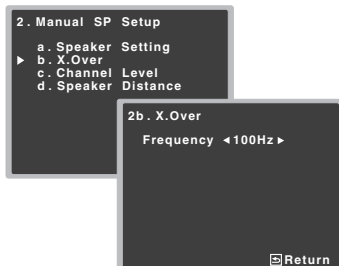 2.Manual SP Setup
a.Speaker Setting
b.X.Over
c.Channel Level
d.Speaker Distance
2b.X.Over
Frequency ◀100Hz▶
Return